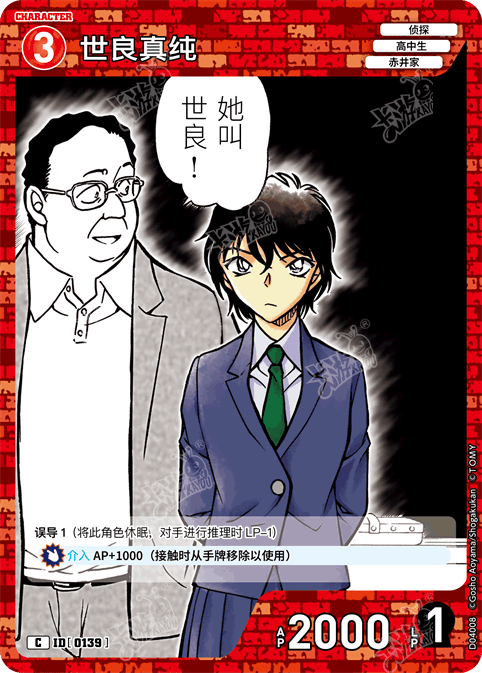 CHARACTER
3
世良真纯
侦探
高中生
赤井家
她叫
世良！
误导1（将此角色休眠，对手进行推理时LP-1）
介入 AP+1000（接触时从手牌移除以使用）
C ID[ 0139 ]
AP 2000 LP 1
D04008 ©Gosho Aoyama/Shogakukan © TOMY